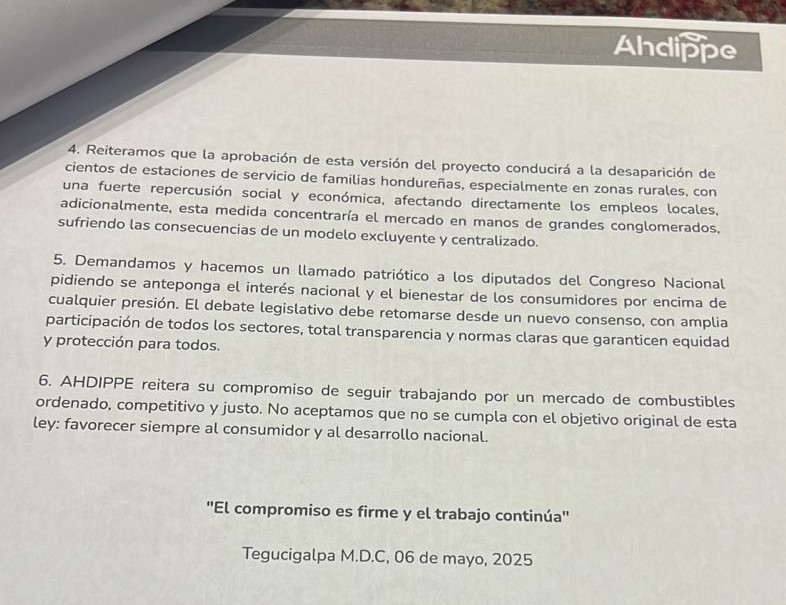 Ahdippe
4. Reiteramos que la aprobación de esta versión del proyecto conducirá a la desaparición de
cientos de estaciones de servicio de familias hondureñas, especialmente en zonas rurales, con
una fuerte repercusión social y económica, afectando directamente los empleos locales,
adicionalmente, esta medida concentraría el mercado en manos de grandes conglomerados,
sufriendo las consecuencias de un modelo excluyente y centralizado.
5. Demandamos y hacemos un llamado patriótico a los diputados del Congreso Nacional
pidiendo se anteponga el interés nacional y el bienestar de los consumidores por encima de
cualquier presión. El debate legislativo debe retomarse desde un nuevo consenso, con amplia
participación de todos los sectores, total transparencia y normas claras que garanticen equidad
y protección para todos.
6. AHDIPPE reitera su compromiso de seguir trabajando por un mercado de combustibles
ordenado, competitivo y justo. No aceptamos que no se cumpla con el objetivo original de esta
ley: favorecer siempre al consumidor y al desarrollo nacional.
"El compromiso es firme y el trabajo continúa"
Tegucigalpa M.D.C, 06 de mayo, 2025